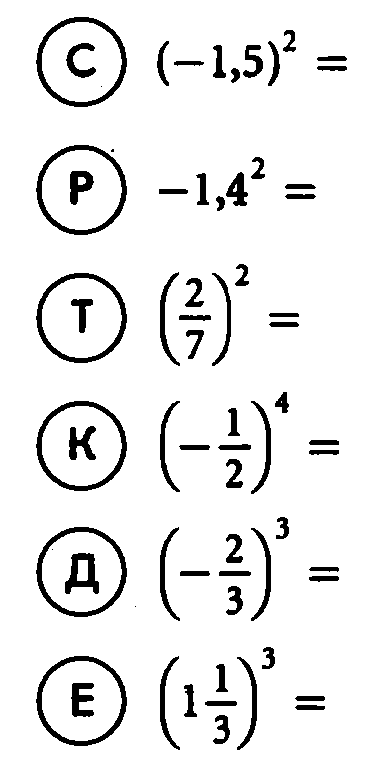 С (−1,5)² =
Р −1,4² =
Т (2/7)² =
К (−1/2)⁴ =
Д (−2/3)³ =
Е (1 1/3)³ =